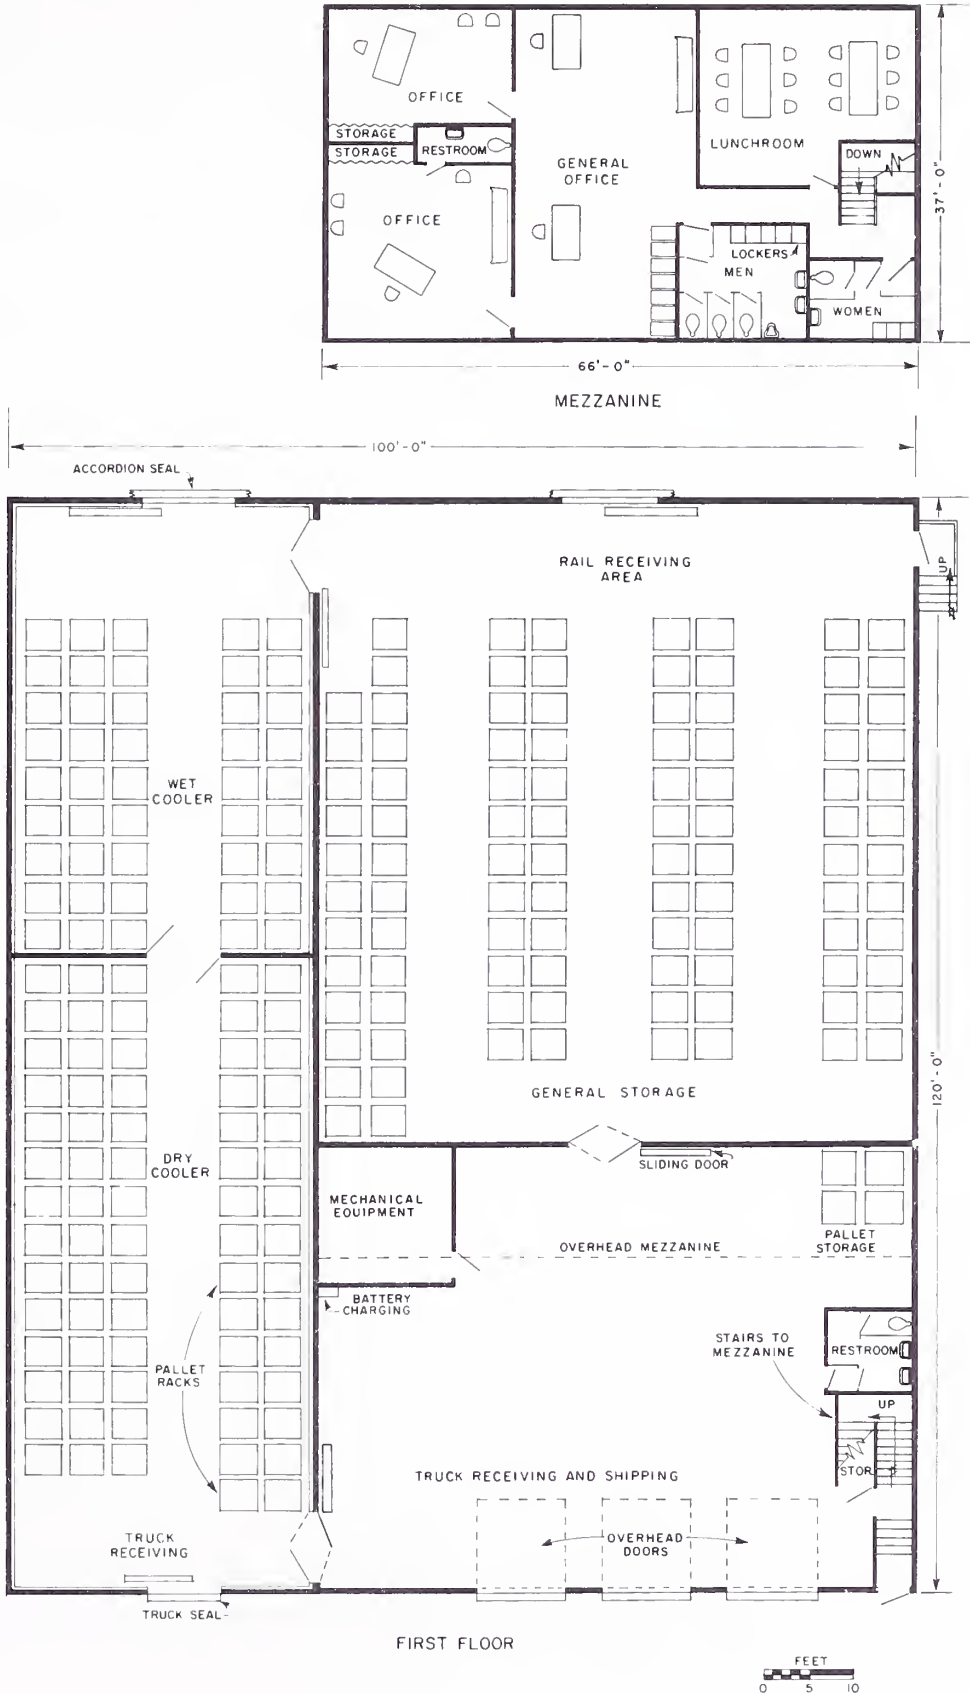 OFFICE
STORAGE
STORAGE
RESTROOM
OFFICE
GENERAL
OFFICE
LUNCHROOM
DOWN
LOCKERS
MEN
WOMEN
37'-0"
66'-0"
MEZZANINE
100'-0"
ACCORDION SEAL
RAIL RECEIVING
AREA
UP
WET
COOLER
GENERAL STORAGE
120'-0"
DRY
COOLER
SLIDING DOOR
MECHANICAL
EQUIPMENT
PALLET
STORAGE
OVERHEAD MEZZANINE
BATTERY
CHARGING
STAIRS TO
MEZZANINE
RESTROOM
PALLET
RACKS
UP
STOR
TRUCK RECEIVING AND SHIPPING
TRUCK
RECEIVING
OVERHEAD
DOORS
TRUCK SEAL
FIRST FLOOR
FEET
0 5 10